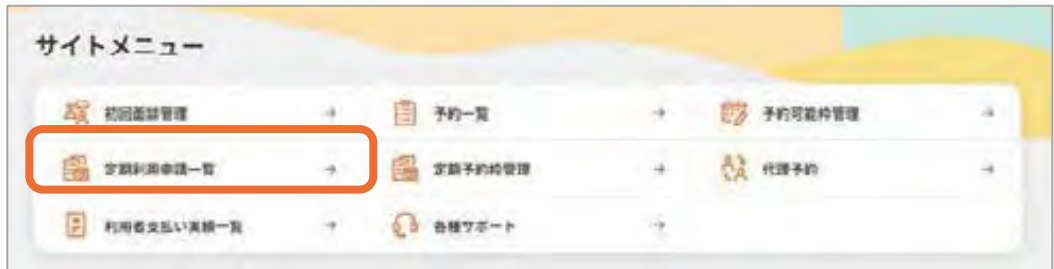 サイトメニュー
初回面談管理 → 予約一覧 → 予約可能枠管理 →
定期利用申請一覧 → 定期予約枠管理 → 代理予約 →
利用者支払い実績一覧 → 各種サポート →